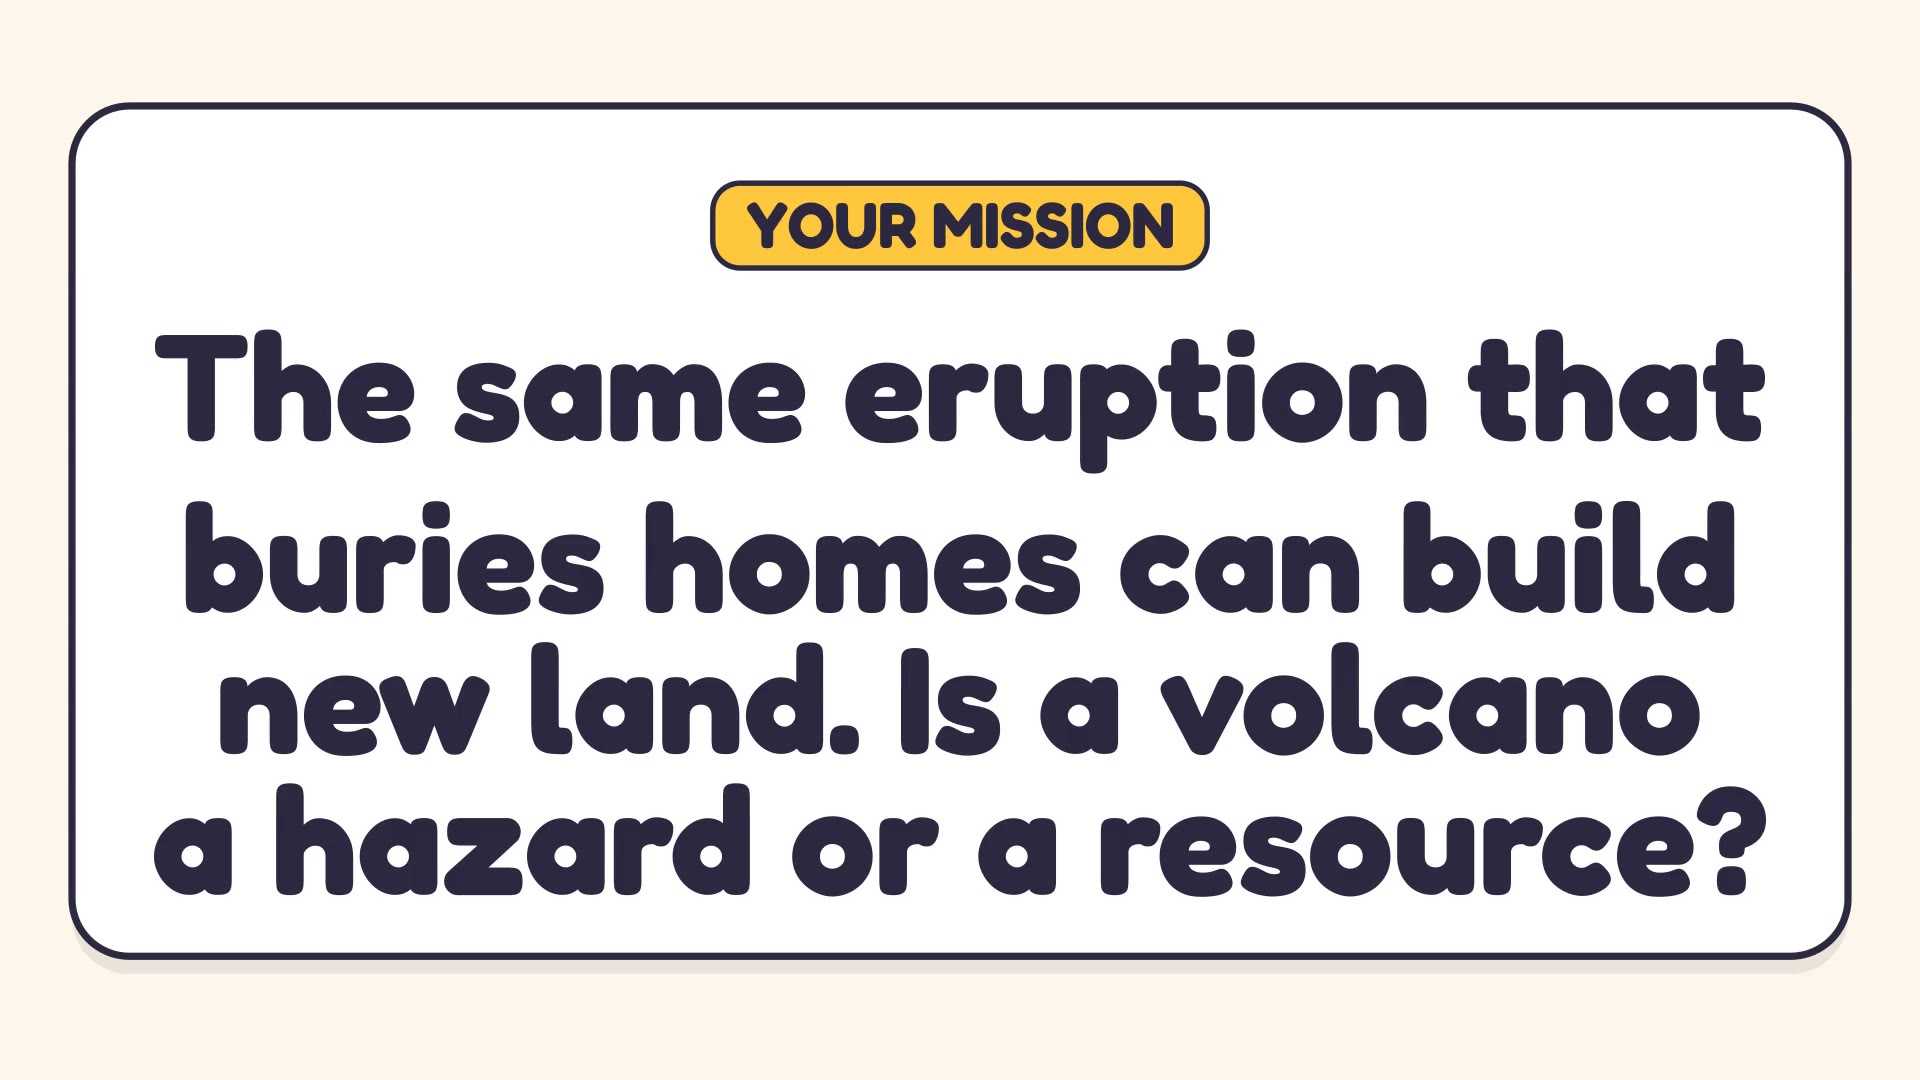 YOUR MISSION
The same eruption that
buries homes can build
new land. Is a volcano
a hazard or a resource?